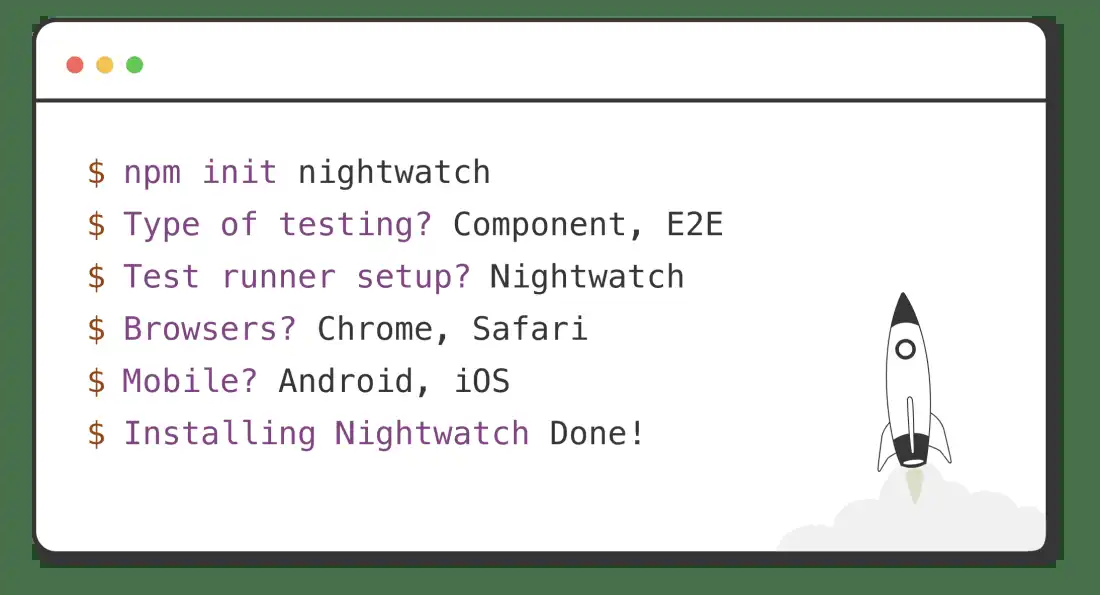 $ npm init nightwatch
$ Type of testing? Component, E2E
$ Test runner setup? Nightwatch
$ Browsers? Chrome, Safari
$ Mobile? Android, iOS
$ Installing Nightwatch Done!